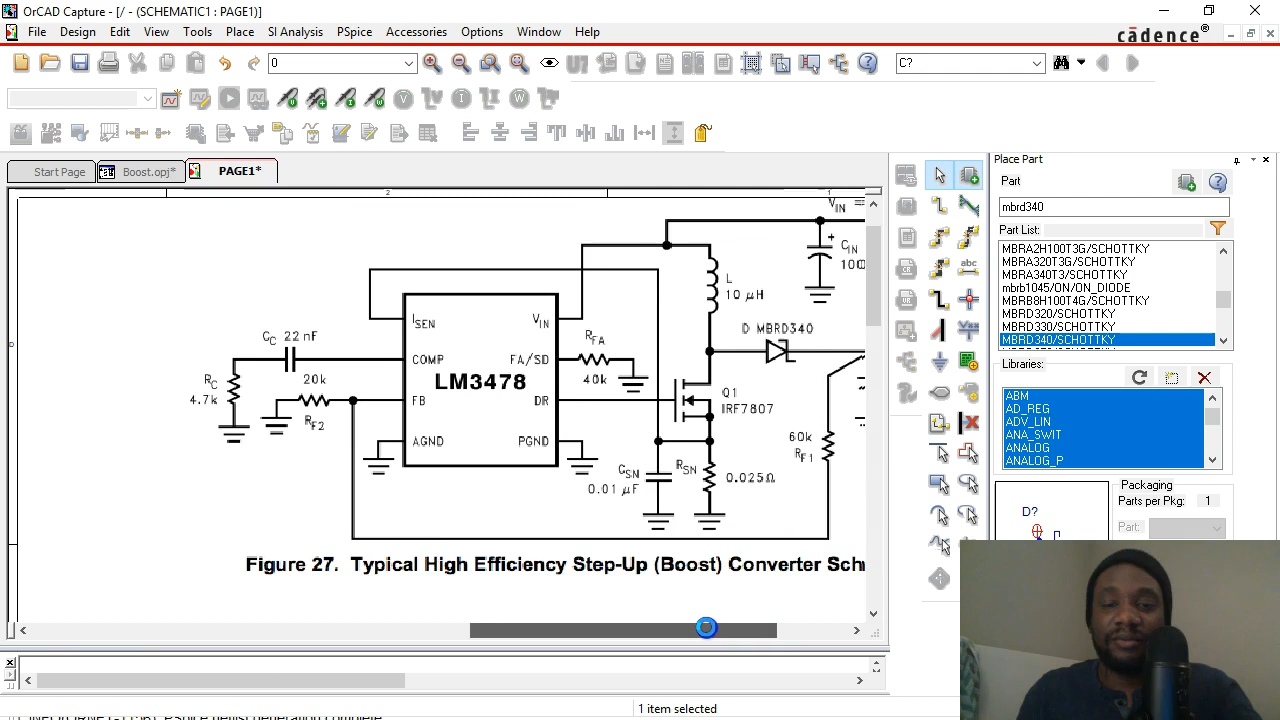 OrCAD Capture - [/ - (SCHEMATIC1 : PAGE1)]
File Design Edit View Tools Place SI Analysis PSpice Accessories Options Window Help
cādence®
0
C?
Start Page
Boost.opj*
PAGE1*
2
1
VIN
CIN
100
L
10 µH
D MBRD340
ISEN
VIN
RFA
CC 22 nF
COMP
FA/SD
LM3478
20k
40k
RC
4.7k
FB
DR
Q1
IRF7807
RF2
60k
RF1
AGND
PGND
CSN
0.01 µF
RSN
0.025Ω
Figure 27. Typical High Efficiency Step-Up (Boost) Converter
Place Part
Part
mbrd340
Part List:
MBRA2H100T3G/SCHOTTKY
MBRA320T3G/SCHOTTKY
MBRA340T3/SCHOTTKY
mbrb1045/ON/ON_DIODE
MBRB8H100T4G/SCHOTTKY
MBRD320/SCHOTTKY
MBRD330/SCHOTTKY
MBRD340/SCHOTTKY
Libraries:
ABM
AD_REG
ADV_LIN
ANA_SWIT
ANALOG
ANALOG_P
Packaging
Parts per Pkg: 1
Part:
D?
1 item selected